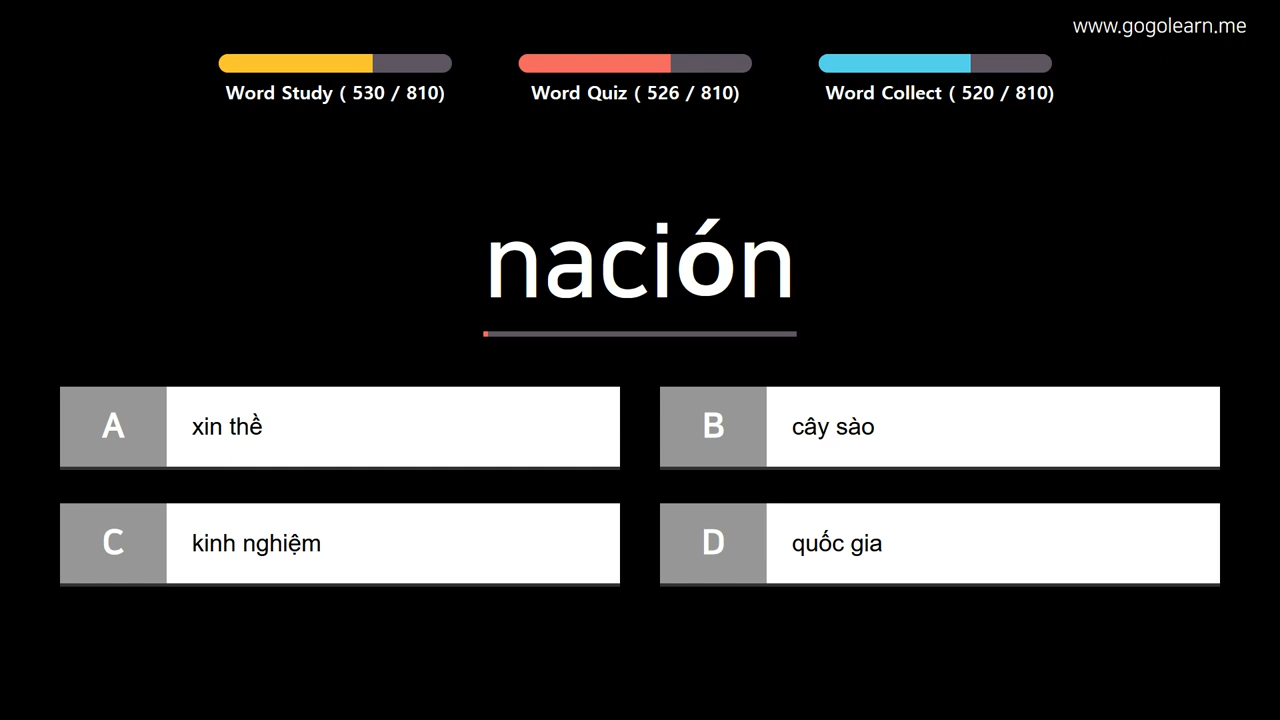 www.gogolearn.me
Word Study ( 530 / 810)
Word Quiz ( 526 / 810)
Word Collect ( 520 / 810)
nación
A
xin thề
B
cây sào
C
kinh nghiệm
D
quốc gia